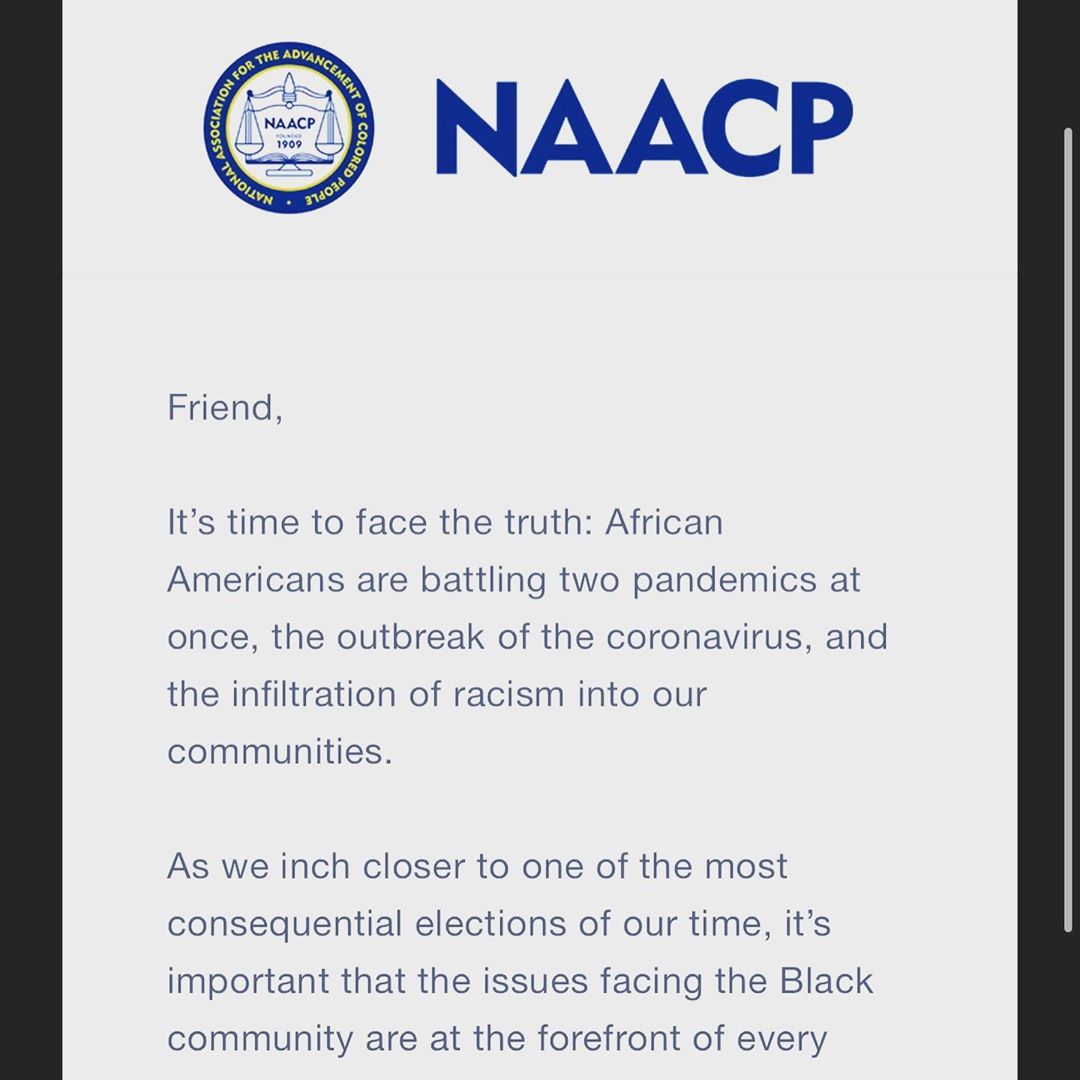 NATIONAL ASSOCIATION FOR THE ADVANCEMENT OF COLORED PEOPLE
NAACP
FOUNDED
1909
NAACP
Friend,
It’s time to face the truth: African
Americans are battling two pandemics at
once, the outbreak of the coronavirus, and
the infiltration of racism into our
communities.
As we inch closer to one of the most
consequential elections of our time, it’s
important that the issues facing the Black
community are at the forefront of every